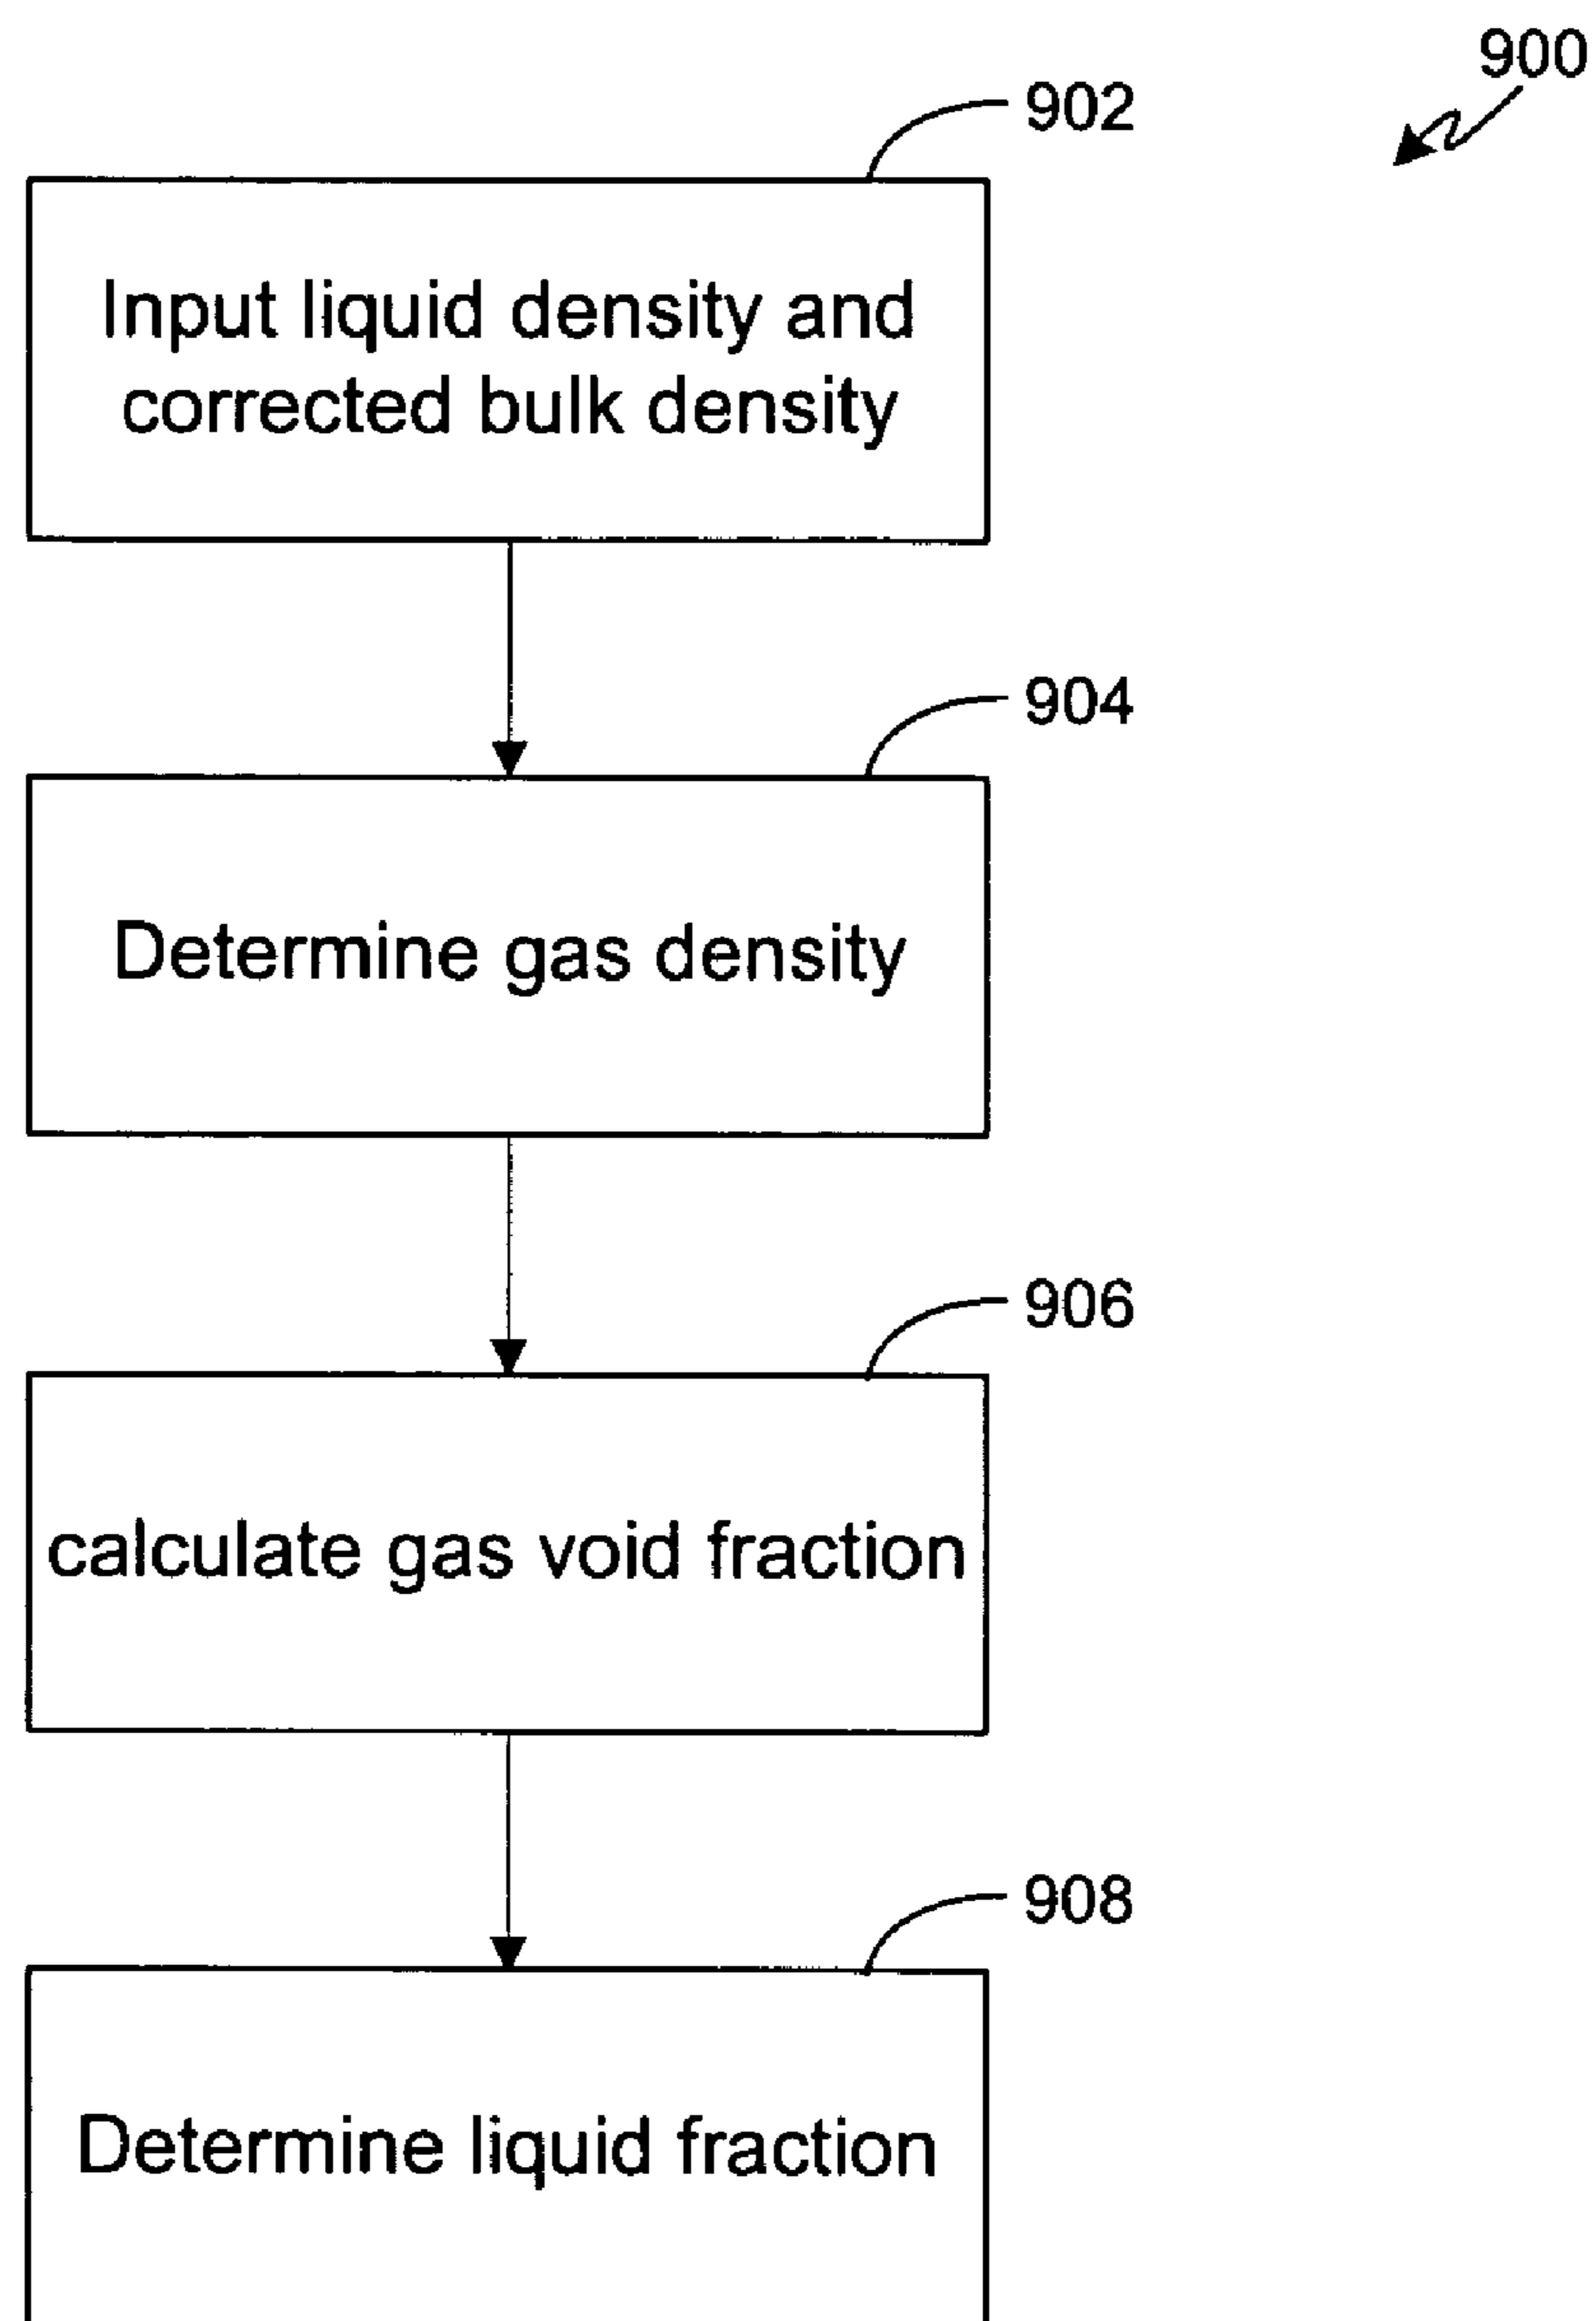 900
902
Input liquid density and
corrected bulk density
904
Determine gas density
906
calculate gas void fraction
908
Determine liquid fraction